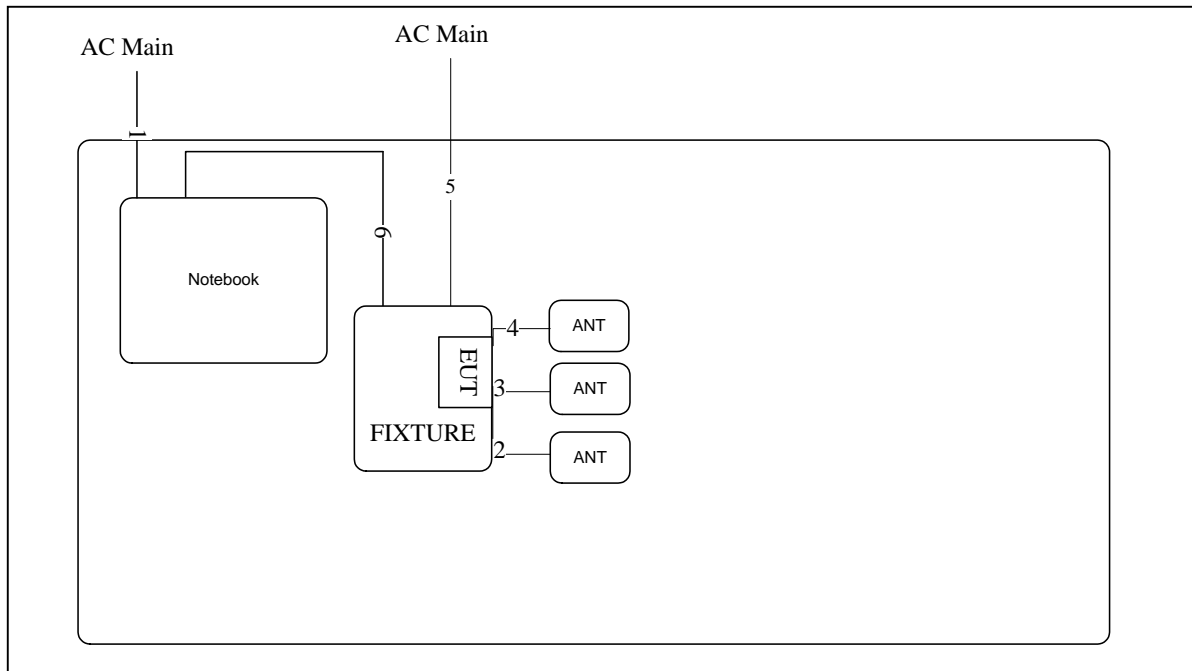 AC Main
AC Main
1
5
6
Notebook
4
ANT
EUT
3
ANT
FIXTURE
2
ANT